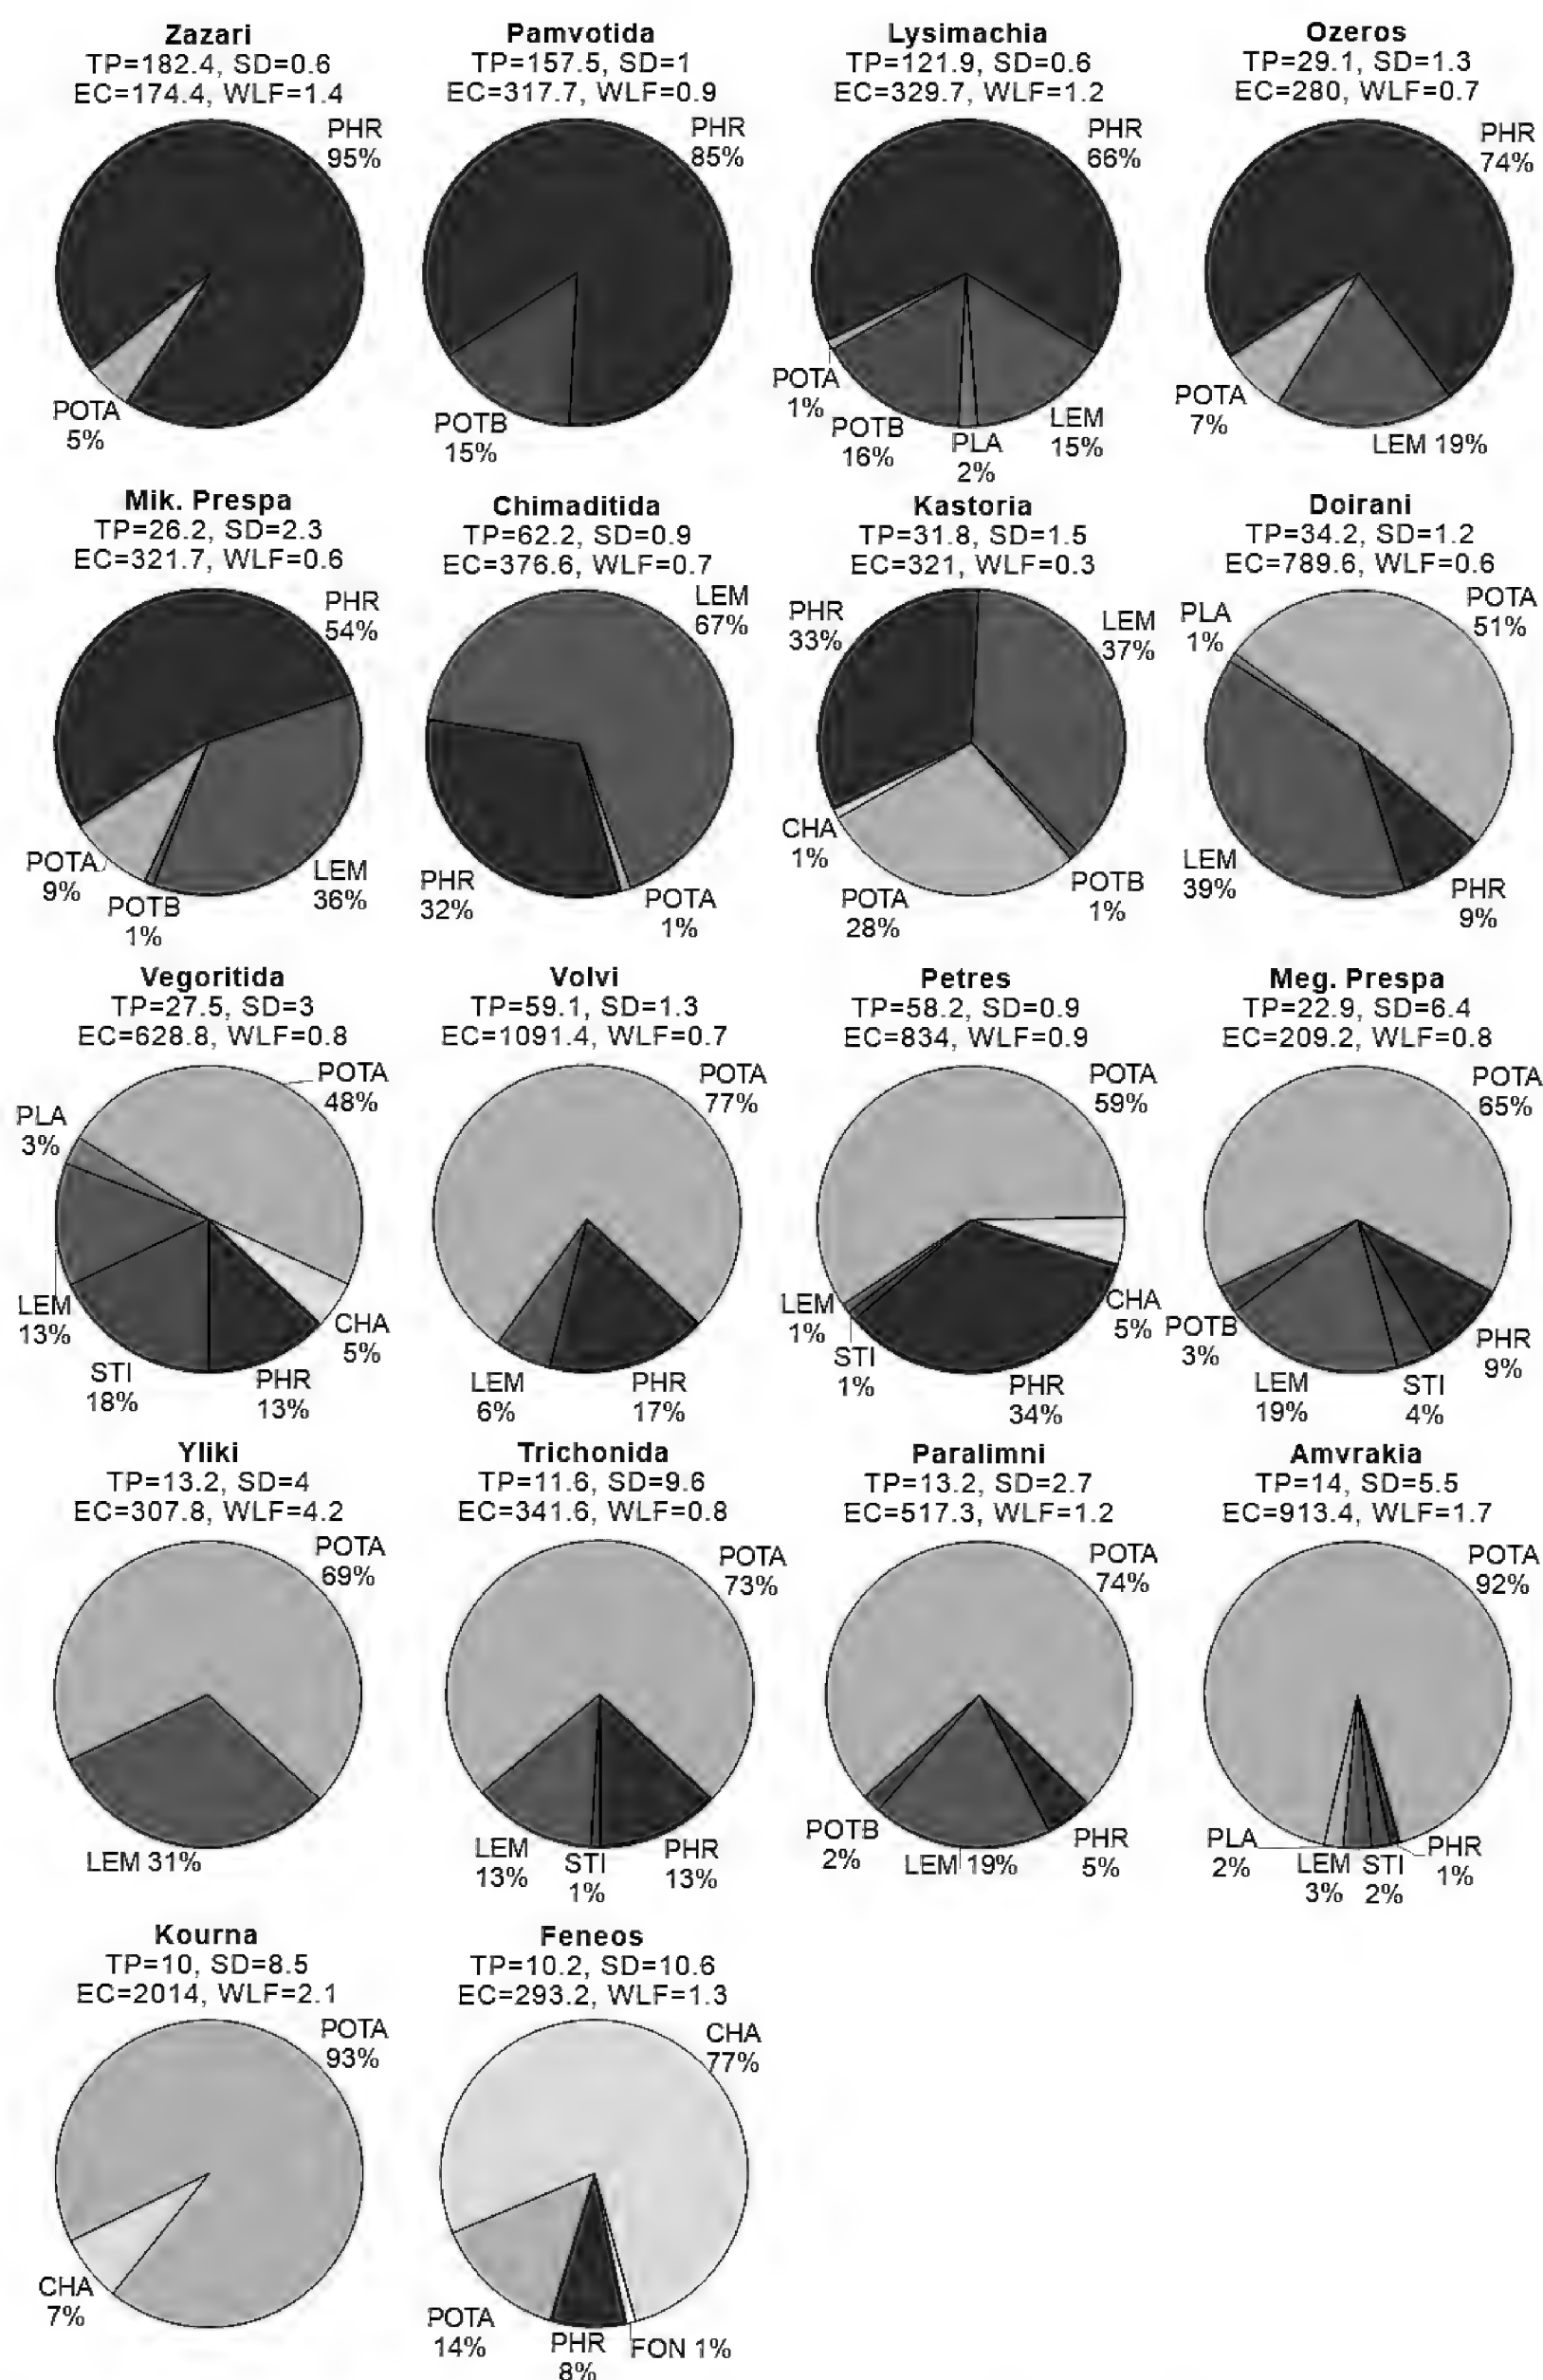 Zazari
TP=182.4, SD=0.6
EC=174.4, WLF=1.4
PHR
95%
POTA
5%
Pamvotida
TP=157.5, SD=1
EC=317.7, WLF=0.9
PHR
85%
POTB
15%
Lysimachia
TP=121.9, SD=0.6
EC=329.7, WLF=1.2
PHR
66%
POTA
1%
POTB
16%
PLA
2%
LEM
15%
Ozeros
TP=29.1, SD=1.3
EC=280, WLF=0.7
PHR
74%
POTA
7%
LEM 19%
Mik. Prespa
TP=26.2, SD=2.3
EC=321.7, WLF=0.6
PHR
54%
POTA
9%
POTB
1%
LEM
36%
Chimaditida
TP=62.2, SD=0.9
EC=376.6, WLF=0.7
LEM
67%
PHR
32%
POTA
1%
Kastoria
TP=31.8, SD=1.5
EC=321, WLF=0.3
PHR
33%
LEM
37%
CHA
1%
POTA
28%
POTB
1%
Doirani
TP=34.2, SD=1.2
EC=789.6, WLF=0.6
PLA
1%
POTA
51%
LEM
39%
PHR
9%
Vegoritida
TP=27.5, SD=3
EC=628.8, WLF=0.8
POTA
48%
PLA
3%
LEM
13%
STI
18%
PHR
13%
CHA
5%
Volvi
TP=59.1, SD=1.3
EC=1091.4, WLF=0.7
POTA
77%
LEM
6%
PHR
17%
Petres
TP=58.2, SD=0.9
EC=834, WLF=0.9
POTA
59%
LEM
1%
STI
1%
PHR
34%
CHA
5%
Meg. Prespa
TP=22.9, SD=6.4
EC=209.2, WLF=0.8
POTA
65%
POTB
3%
LEM
19%
STI
4%
PHR
9%
Yliki
TP=13.2, SD=4
EC=307.8, WLF=4.2
POTA
69%
LEM 31%
Trichonida
TP=11.6, SD=9.6
EC=341.6, WLF=0.8
POTA
73%
LEM
13%
STI
1%
PHR
13%
Paralimni
TP=13.2, SD=2.7
EC=517.3, WLF=1.2
POTA
74%
POTB
2%
LEM 19%
PHR
5%
Amvrakia
TP=14, SD=5.5
EC=913.4, WLF=1.7
POTA
92%
PLA
2%
LEM
3%
STI
2%
PHR
1%
Kourna
TP=10, SD=8.5
EC=2014, WLF=2.1
POTA
93%
CHA
7%
Feneos
TP=10.2, SD=10.6
EC=293.2, WLF=1.3
CHA
77%
POTA
14%
PHR
8%
FON 1%